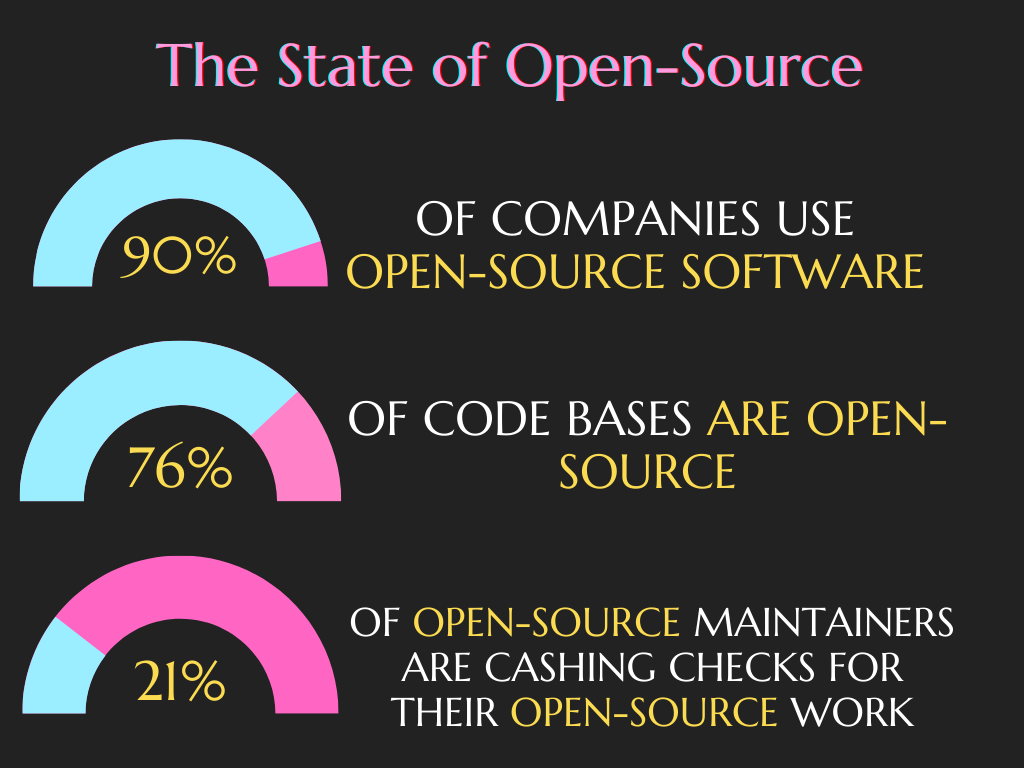 The State of Open-Source
90%
OF COMPANIES USE
OPEN-SOURCE SOFTWARE
76%
OF CODE BASES ARE OPEN-
SOURCE
21%
OF OPEN-SOURCE MAINTAINERS
ARE CASHING CHECKS FOR
THEIR OPEN-SOURCE WORK